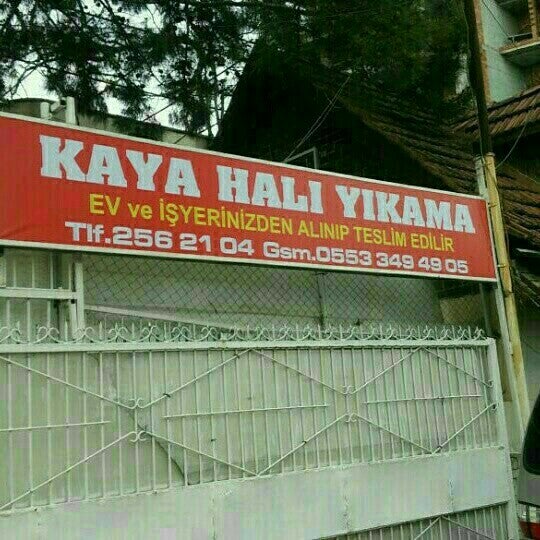 KAYA HALI YIKAMA
EV ve İŞYERİNİZDEN ALINIP TESLİM EDİLİR
Tlf.256 21 04 Gsm.0553 349 49 05